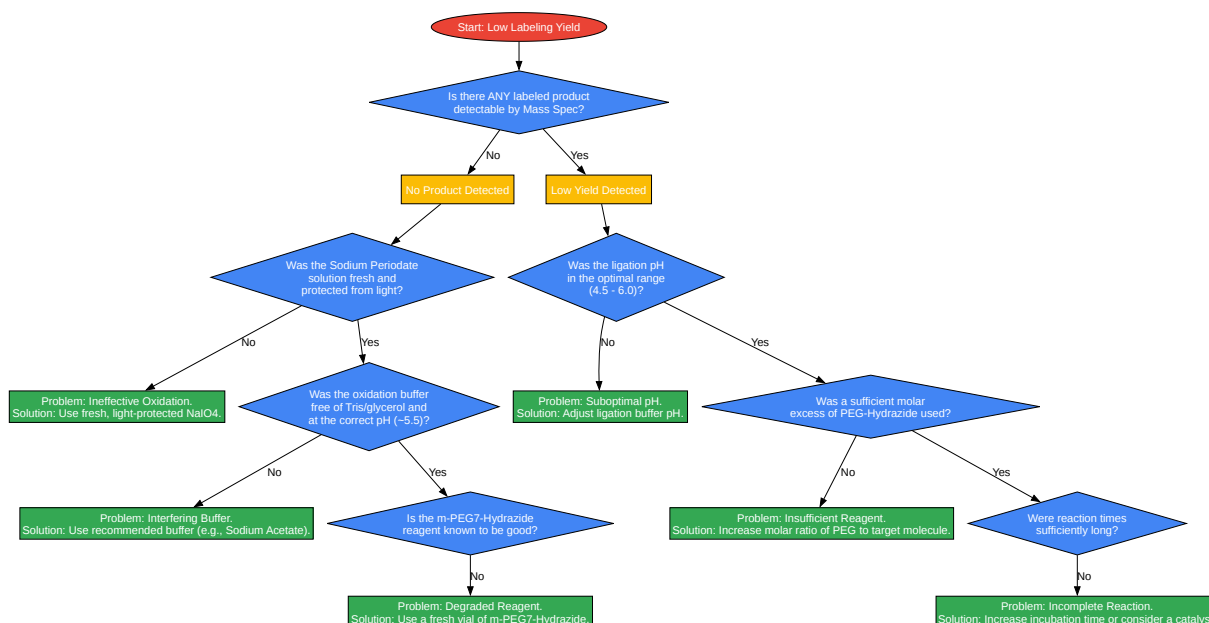 Start: Low Labeling Yield
Is there ANY labeled product
detectable by Mass Spec?
No
Yes
No Product Detected
Low Yield Detected
Was the Sodium Periodate
solution fresh and
protected from light?
Was the ligation pH
in the optimal range
(4.5 - 6.0)?
No
Yes
No
Yes
Problem: Ineffective Oxidation.
Solution: Use fresh, light-protected NaIO4.
Was the oxidation buffer
free of Tris/glycerol and
at the correct pH (~5.5)?
Problem: Suboptimal pH.
Solution: Adjust ligation buffer pH.
Was a sufficient molar
excess of PEG-Hydrazide used?
No
Yes
No
Yes
Problem: Interfering Buffer.
Solution: Use recommended buffer (e.g., Sodium Acetate).
Is the m-PEG7-Hydrazide
reagent known to be good?
Problem: Insufficient Reagent.
Solution: Increase molar ratio of PEG to target molecule.
Were reaction times
sufficiently long?
No
No
Problem: Degraded Reagent.
Solution: Use a fresh vial of m-PEG7-Hydrazide.
Problem: Incomplete Reaction.
Solution: Increase incubation time or consider a catalys